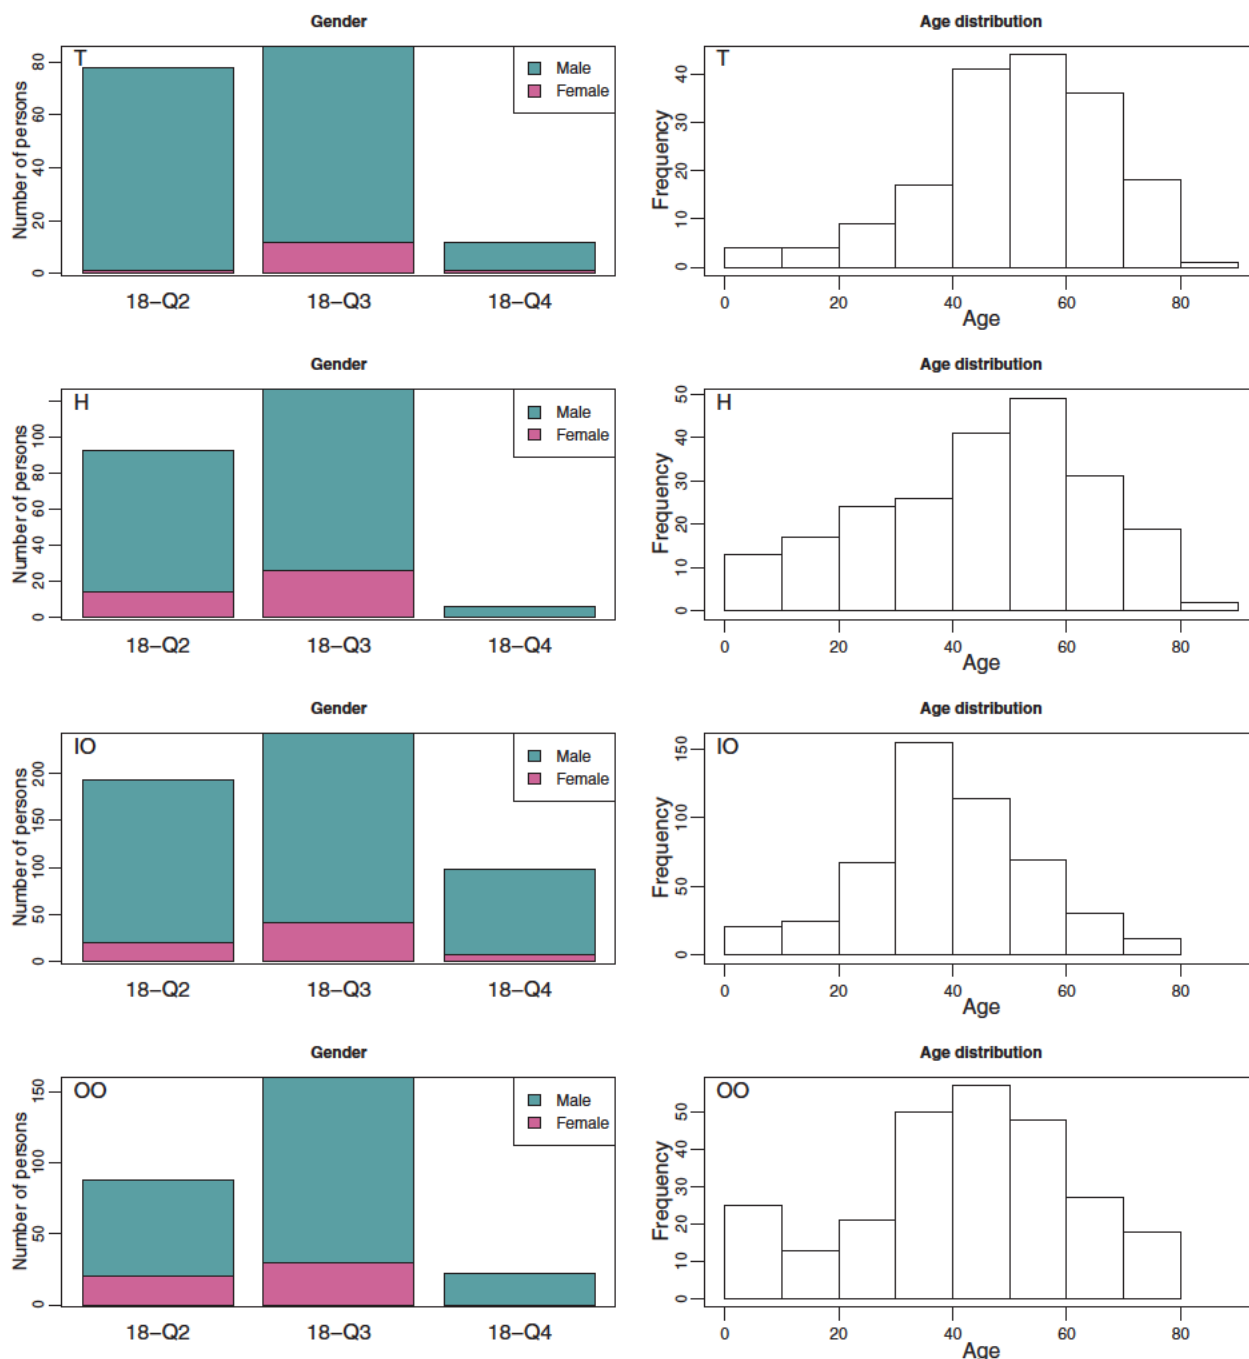 Gender
T
Male
Female
Number of persons
0
20
40
60
80
18–Q2
18–Q3
18–Q4
Age distribution
T
Frequency
0
10
20
30
40
0
20
40
60
80
Age
Gender
H
Male
Female
Number of persons
0
20
40
60
80
100
18–Q2
18–Q3
18–Q4
Age distribution
H
Frequency
0
10
20
30
40
50
0
20
40
60
80
Age
Gender
IO
Male
Female
Number of persons
0
50
100
150
200
18–Q2
18–Q3
18–Q4
Age distribution
IO
Frequency
0
50
100
150
0
20
40
60
80
Age
Gender
OO
Male
Female
Number of persons
0
50
100
150
18–Q2
18–Q3
18–Q4
Age distribution
OO
Frequency
0
10
20
30
40
50
0
20
40
60
80
Age